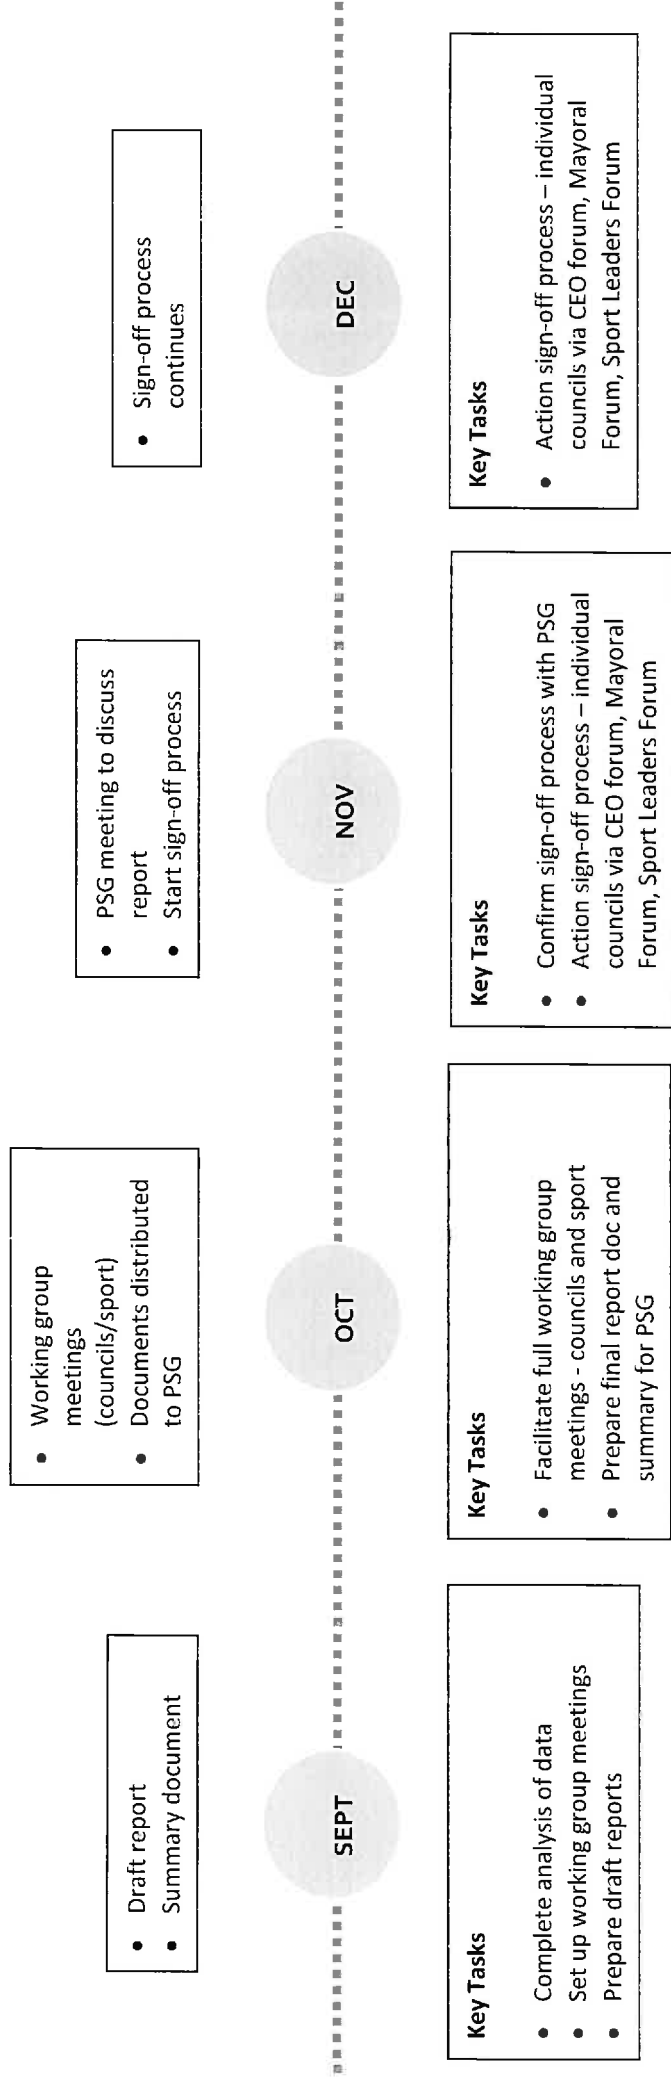 • Draft report
• Summary document
• Working group
meetings
(councils/sport)
• Documents distributed
to PSG
• PSG meeting to discuss
report
• Start sign-off process
• Sign-off process
continues
SEPT
OCT
NOV
DEC
Key Tasks
• Complete analysis of data
• Set up working group meetings
• Prepare draft reports
Key Tasks
• Facilitate full working group
meetings - councils and sport
• Prepare final report doc and
summary for PSG
Key Tasks
• Confirm sign-off process with PSG
• Action sign-off process – individual
councils via CEO forum, Mayoral
Forum, Sport Leaders Forum
Key Tasks
• Action sign-off process – individual
councils via CEO forum, Mayoral
Forum, Sport Leaders Forum